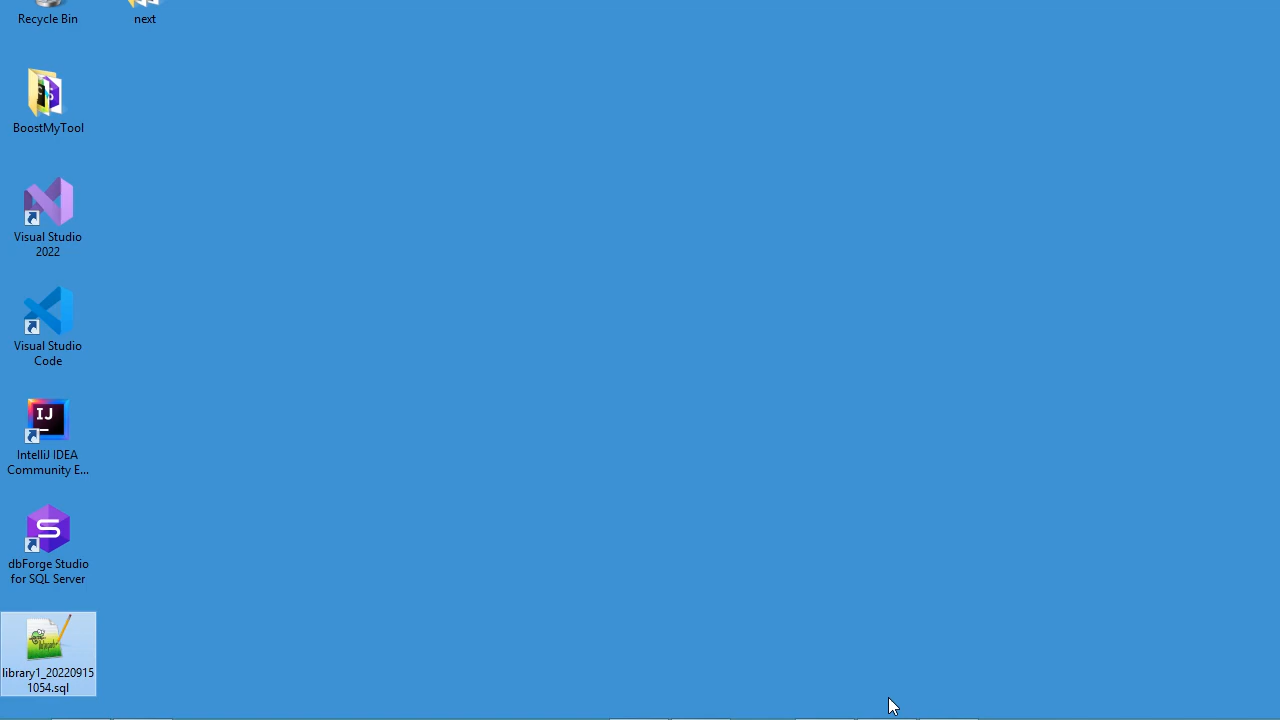 Recycle Bin
next
BoostMyTool
Visual Studio
2022
Visual Studio
Code
IJ
IntelliJ IDEA
Community E...
S
dbForge Studio
for SQL Server
library1_20220915
1054.sql